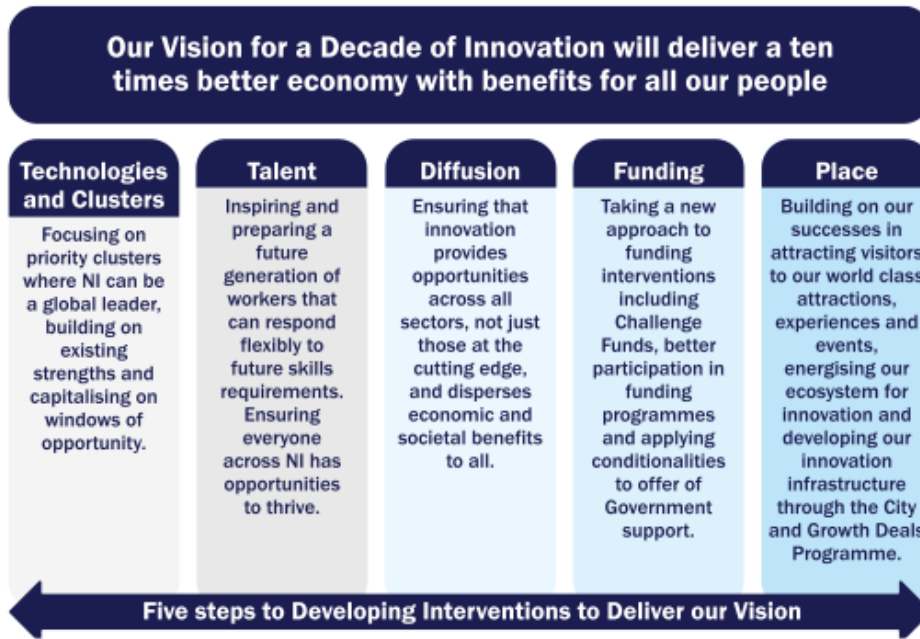 Our Vision for a Decade of Innovation will deliver a ten
times better economy with benefits for all our people
Technologies
and Clusters
Focusing on
priority clusters
where NI can be
a global leader,
building on
existing
strengths and
capitalising on
windows of
opportunity.
Talent
Inspiring and
preparing a
future
generation of
workers that
can respond
flexibly to
future skills
requirements.
Ensuring
everyone
across NI has
opportunities
to thrive.
Diffusion
Ensuring that
innovation
provides
opportunities
across all
sectors, not just
those at the
cutting edge,
and disperses
economic and
societal benefits
to all.
Funding
Taking a new
approach to
funding
interventions
including
Challenge
Funds, better
participation in
funding
programmes
and applying
conditionalities
to offer of
Government
support.
Place
Building on our
successes in
attracting visitors
to our world class
attractions,
experiences and
events,
energising our
ecosystem for
innovation and
developing our
innovation
infrastructure
through the City
and Growth Deals
Programme.
Five steps to Developing Interventions to Deliver our Vision